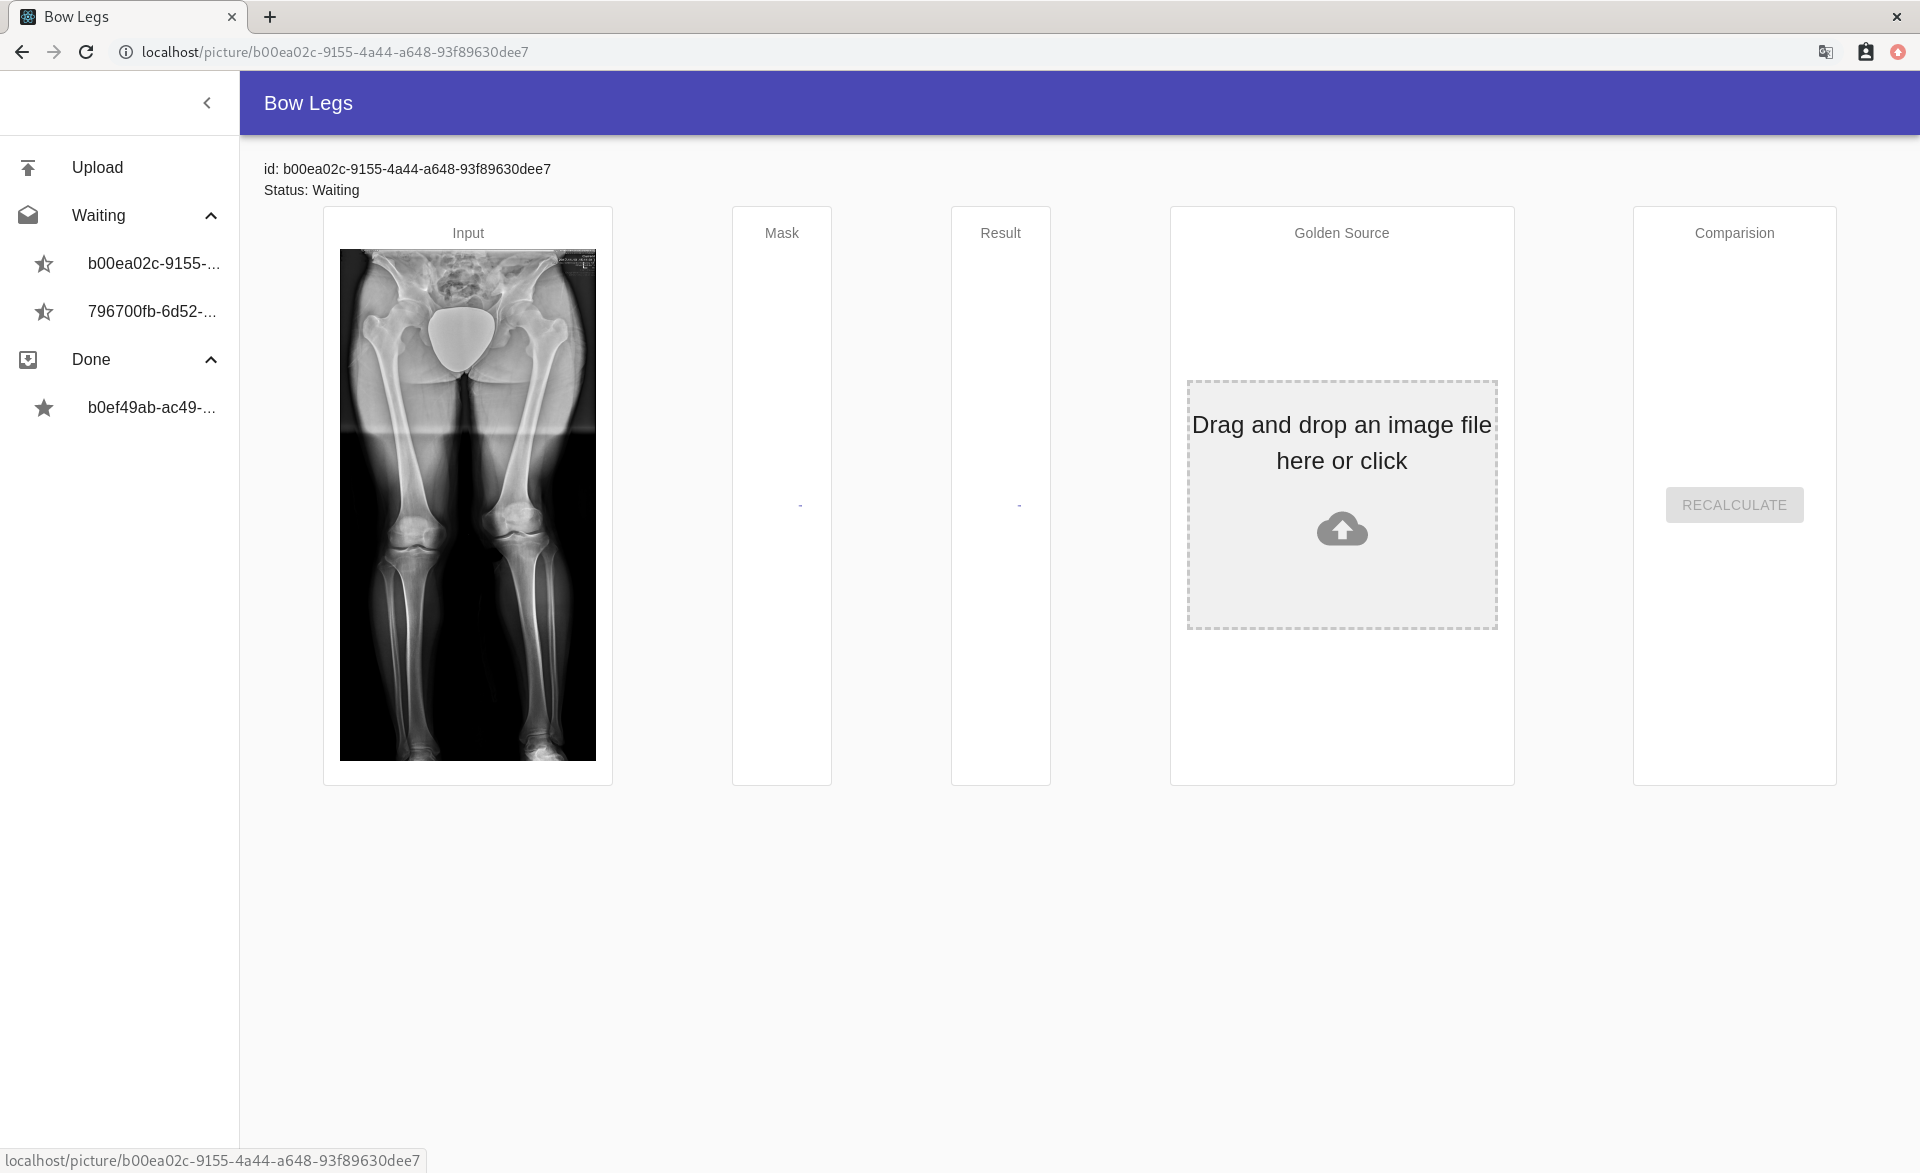 Bow Legs
localhost/picture/b00ea02c-9155-4a44-a648-93f89630dee7
Bow Legs
Upload
Waiting
b00ea02c-9155-...
796700fb-6d52-...
Done
b0ef49ab-ac49-...
id: b00ea02c-9155-4a44-a648-93f89630dee7
Status: Waiting
Input
L
Mask
-
Result
-
Golden Source
Drag and drop an image file
here or click
Comparision
RECALCULATE
localhost/picture/b00ea02c-9155-4a44-a648-93f89630dee7